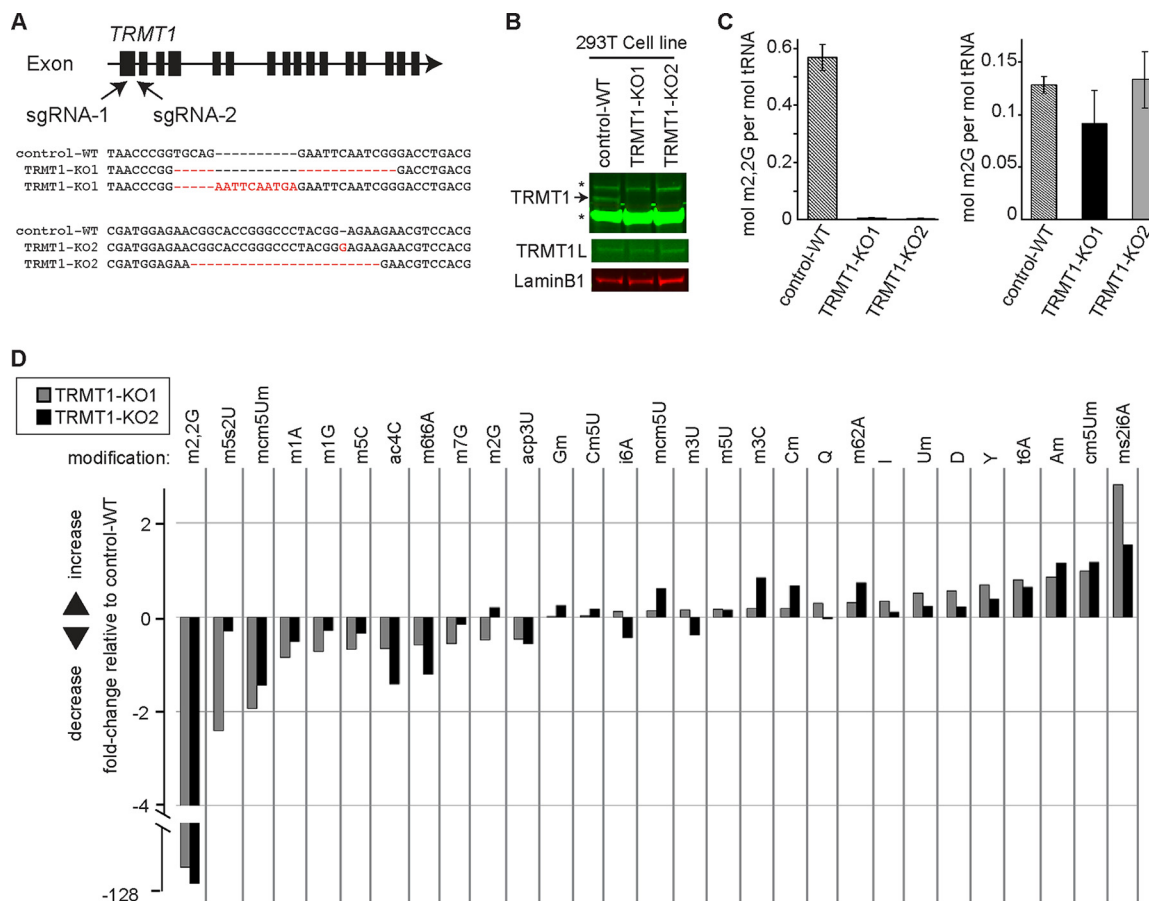 A
TRMT1
Exon
sgRNA-1
sgRNA-2
control-WT TAACCCGGTGCAG----------GAATTCAATCGGGACCTGACG
TRMT1-KO1 TAACCCGG---------------------------GACCTGACG
TRMT1-KO1 TAACCCGG-----AATTCAATGAGAATTCAATCGGGACCTGACG
control-WT CGATGGAGAACGGCACCGGGCCCTACGG-AGAAGAACGTCCACG
TRMT1-KO2 CGATGGAGAACGGCACCGGGCCCTACGGGAGAAGAACGTCCACG
TRMT1-KO2 CGATGGAGAA-----------------------GAACGTCCACG
B
293T Cell line
control-WT
TRMT1-KO1
TRMT1-KO2
*
TRMT1
*
TRMT1L
LaminB1
C
mol m2,2G per mol tRNA
0.6
0.4
0.2
0
control-WT
TRMT1-KO1
TRMT1-KO2
mol m2G per mol tRNA
0.15
0.1
0.05
0
control-WT
TRMT1-KO1
TRMT1-KO2
D
TRMT1-KO1
TRMT1-KO2
modification:
m2,2G
m5s2U
mcm5Um
m1A
m1G
m5C
ac4C
m6t6A
m7G
m2G
acp3U
Gm
Cm5U
i6A
mcm5U
m3U
m5U
m3C
Cm
Q
m62A
I
Um
D
Y
t6A
Am
cm5Um
ms2i6A
fold-change relative to control-WT
decrease
increase
2
0
-2
-4
-128